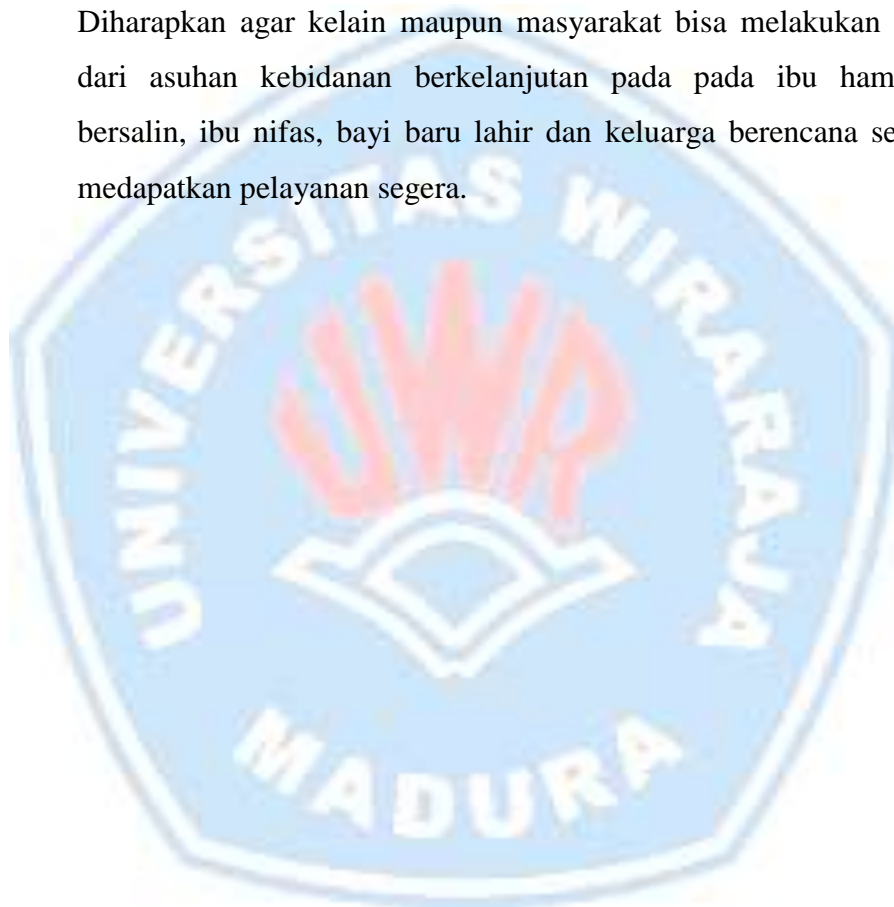 Diharapkan agar kelain maupun masyarakat bisa melakukan
dari asuhan kebidanan berkelanjutan pada pada ibu ham
bersalin, ibu nifas, bayi baru lahir dan keluarga berencana se
medapatkan pelayanan segera.
UNIVERSITAS WIRARAJA
UWR
MADURA